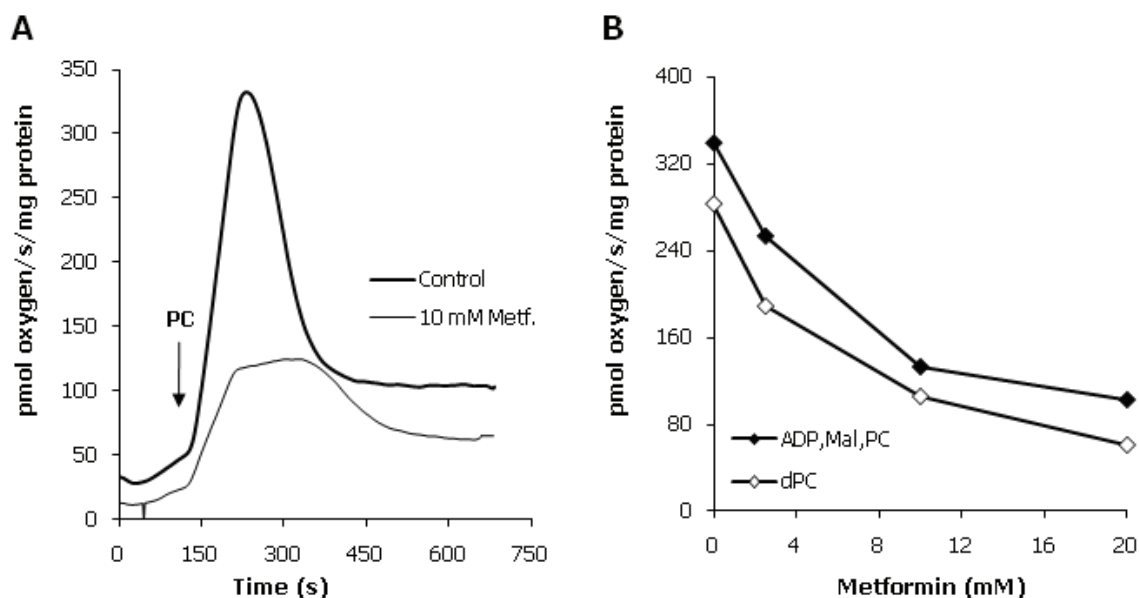 A
pmol oxygen/s/mg protein
350
300
250
200
150
100
50
0
PC
Control
10 mM Metf.
0 150 300 450 600 750
Time (s)
B
pmol oxygen/s/mg protein
400
320
240
160
80
0
ADP,Mal,PC
dPC
0 4 8 12 16 20
Metformin (mM)